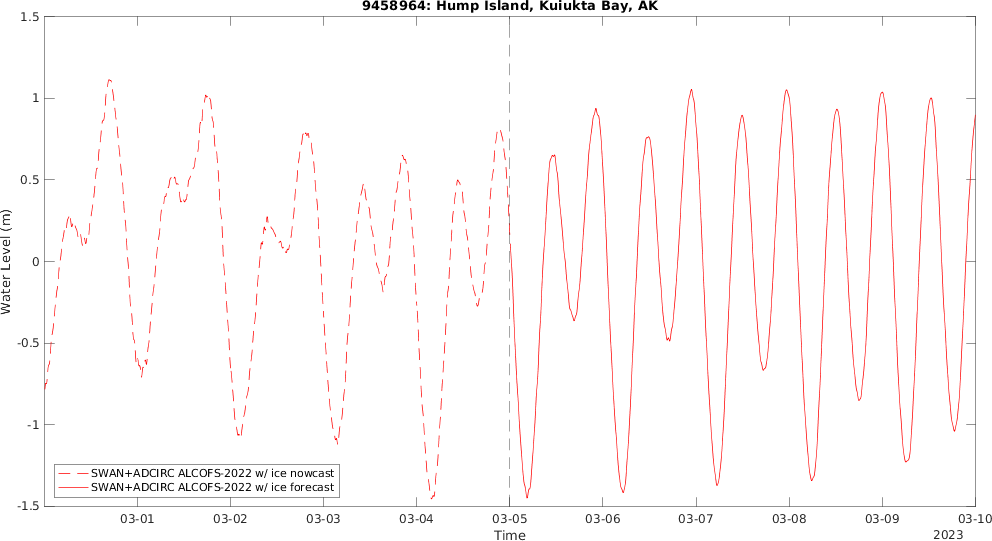 9458964: Hump Island, Kuiukta Bay, AK
1.5
1
0.5
0
-0.5
-1
-1.5
Water Level (m)
SWAN+ADCIRC ALCOFS-2022 w/ ice nowcast
SWAN+ADCIRC ALCOFS-2022 w/ ice forecast
03-01 03-02 03-03 03-04 03-05 03-06 03-07 03-08 03-09 03-10
Time
2023